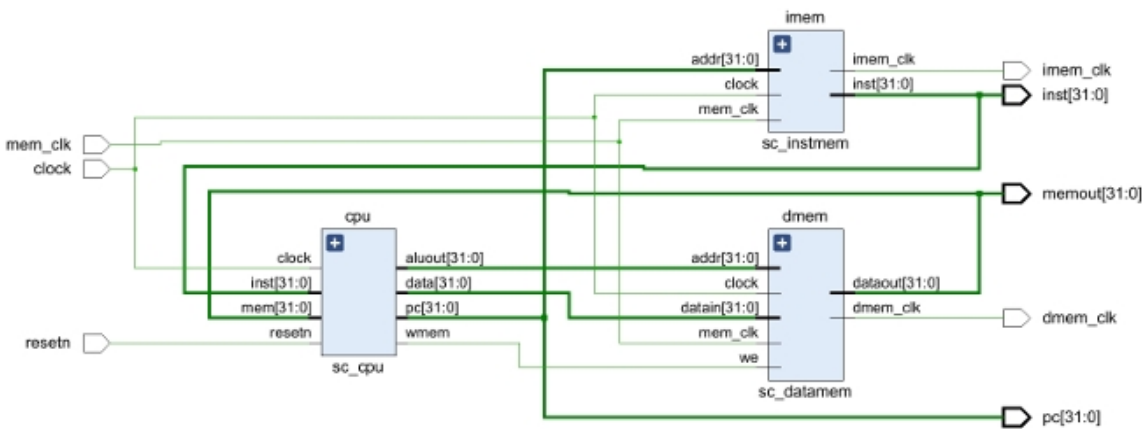 imem
addr[31:0]
imem_clk
imem_clk
clock
inst[31:0]
inst[31:0]
mem_clk
sc_instmem
mem_clk
clock
memout[31:0]
cpu
dmem
clock
aluout[31:0]
addr[31:0]
inst[31:0]
data[31:0]
clock
dataout[31:0]
mem[31:0]
pc[31:0]
datain[31:0]
dmem_clk
dmem_clk
resetn
resetn
wmem
mem_clk
we
sc_cpu
sc_datamem
pc[31:0]